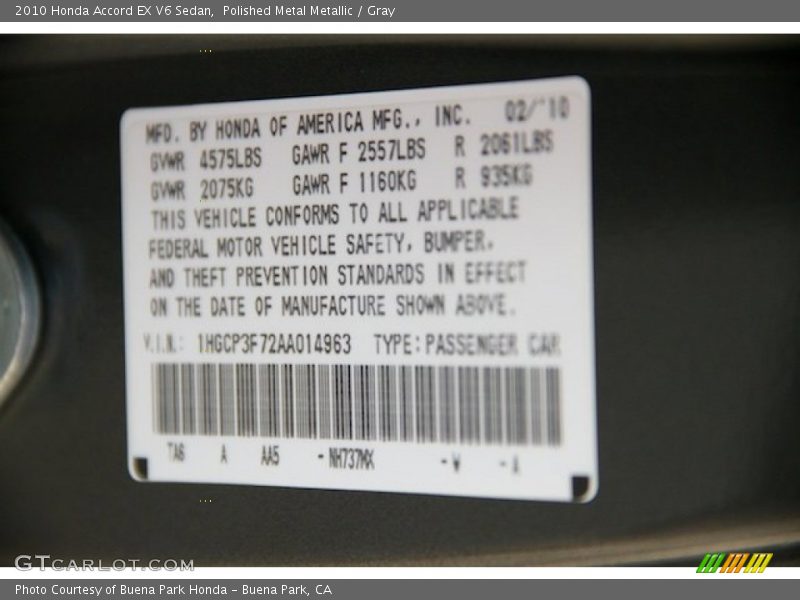 2010 Honda Accord EX V6 Sedan,  Polished Metal Metallic / Gray
MFD. BY HONDA OF AMERICA MFG., INC. 02/'10
GVWR 4575LBS GAWR F 2557LBS R 2061LBS
GVWR 2075KG GAWR F 1160KG R 935KG
THIS VEHICLE CONFORMS TO ALL APPLICABLE
FEDERAL MOTOR VEHICLE SAFETY, BUMPER,
AND THEFT PREVENTION STANDARDS IN EFFECT
ON THE DATE OF MANUFACTURE SHOWN ABOVE.
V.I.N.: 1HGCP3F72AA014963 TYPE:PASSENGER CAR
TA6 A AA5 -NH737MX -W -A
GTCARLOT.COM
Photo Courtesy of Buena Park Honda – Buena Park, CA